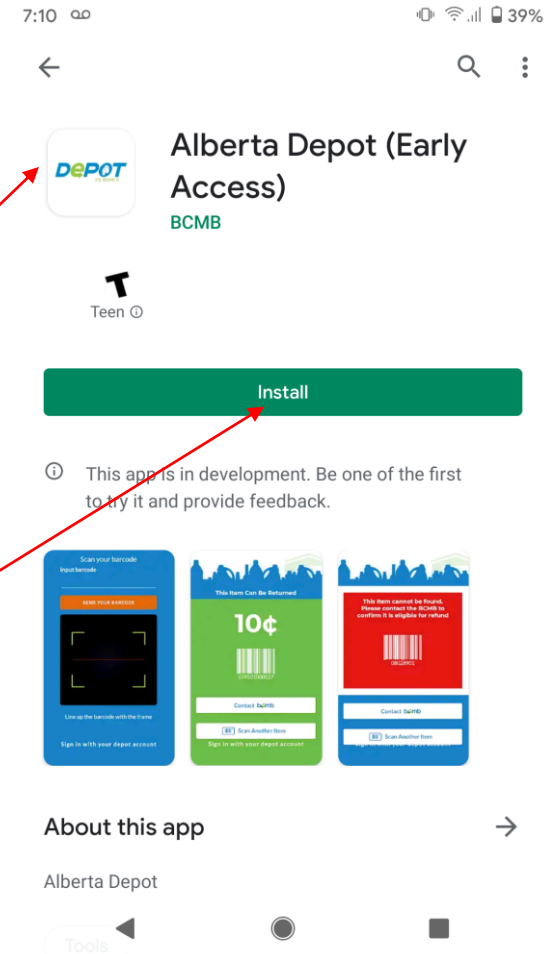 7:10
39%
DePOT
Alberta Depot (Early
Access)
BCMB
T
Teen
Install
This app is in development. Be one of the first
to try it and provide feedback.
Scan your barcode
Input barcode
SEND YOUR BARCODE
Line up the barcode with the frame
Sign in with your depot account
This Item Can Be Returned
10¢
Contact bcmb
Scan Another Item
Sign in with your depot account
This item cannot be found.
Please contact the BCMB to
confirm it is eligible for refund
Contact bcmb
Scan Another Item
About this app
Alberta Depot
Tools